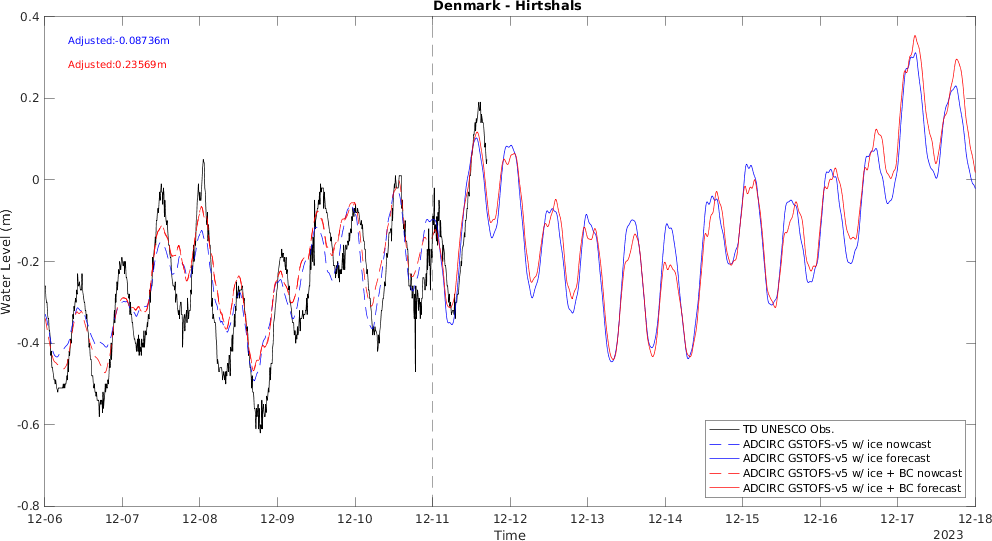 Denmark - Hirtshals
Adjusted:-0.08736m
Adjusted:0.23569m
0.4
0.2
0
-0.2
-0.4
-0.6
-0.8
Water Level (m)
TD UNESCO Obs.
ADCIRC GSTOFS-v5 w/ ice nowcast
ADCIRC GSTOFS-v5 w/ ice forecast
ADCIRC GSTOFS-v5 w/ ice + BC nowcast
ADCIRC GSTOFS-v5 w/ ice + BC forecast
12-06 12-07 12-08 12-09 12-10 12-11 12-12 12-13 12-14 12-15 12-16 12-17 12-18
Time
2023